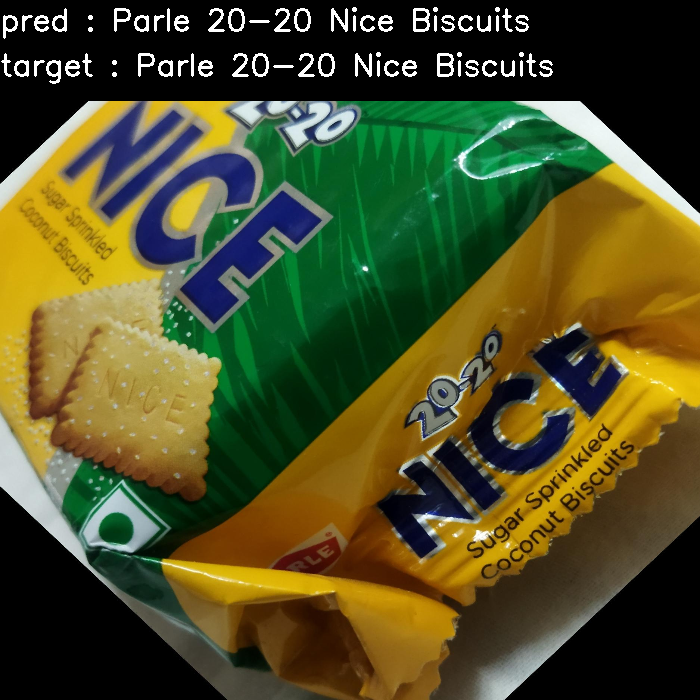 pred : Parle 20-20 Nice Biscuits
target : Parle 20-20 Nice Biscuits
20-20
NICE
Sugar Sprinkled
Coconut Biscuits
NICE
20-20
NICE
Sugar Sprinkled
Coconut Biscuits